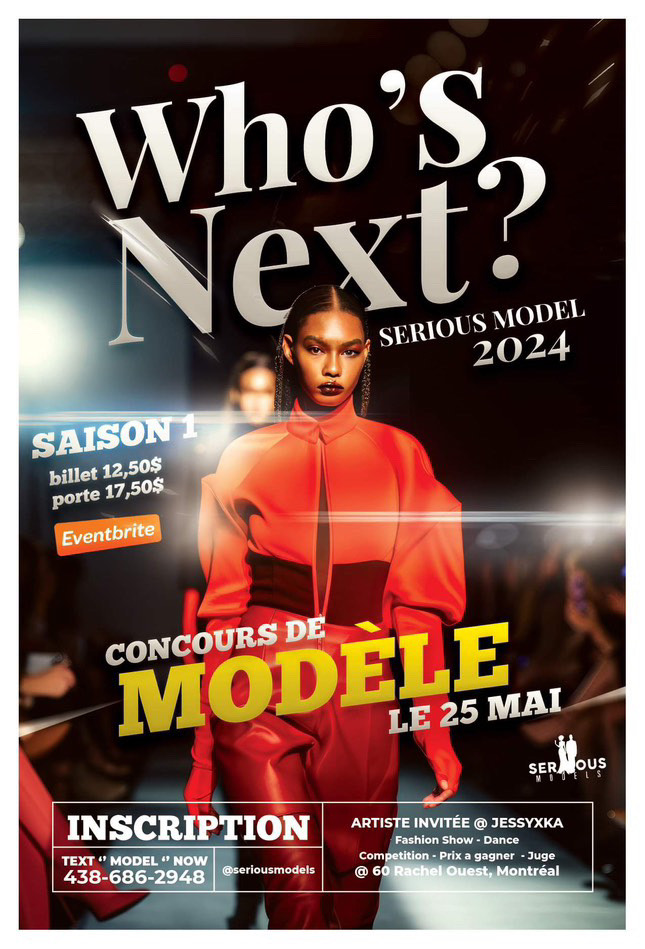 Who's
Next?
SERIOUS MODEL
2024
SAISON 1
billet 12,50$
porte 17,50$
Eventbrite
CONCOURS DE
MODÈLE
LE 25 MAI
SERIOUS
MODELS
INSCRIPTION
TEXT ‘’ MODEL ‘’ NOW
438-686-2948
@seriousmodels
ARTISTE INVITÉE @ JESSYXKA
Fashion Show - Dance
Competition - Prix a gagner - Juge
@ 60 Rachel Ouest, Montréal